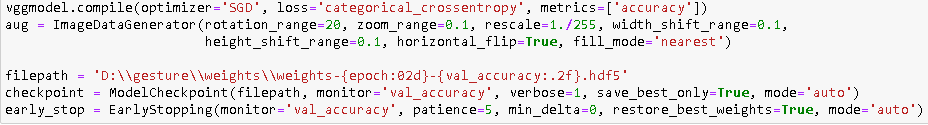 vggmodel.compile(optimizer='SGD', loss='categorical_crossentropy', metrics=['accuracy'])
aug = ImageDataGenerator(rotation_range=20, zoom_range=0.1, rescale=1./255, width_shift_range=0.1,
height_shift_range=0.1, horizontal_flip=True, fill_mode='nearest')
filepath = 'D:\\gesture\\weights\\weights-{epoch:02d}-{val_accuracy:.2f}.hdf5'
checkpoint = ModelCheckpoint(filepath, monitor='val_accuracy', verbose=1, save_best_only=True, mode='auto')
early_stop = EarlyStopping(monitor='val_accuracy', patience=5, min_delta=0, restore_best_weights=True, mode='auto')